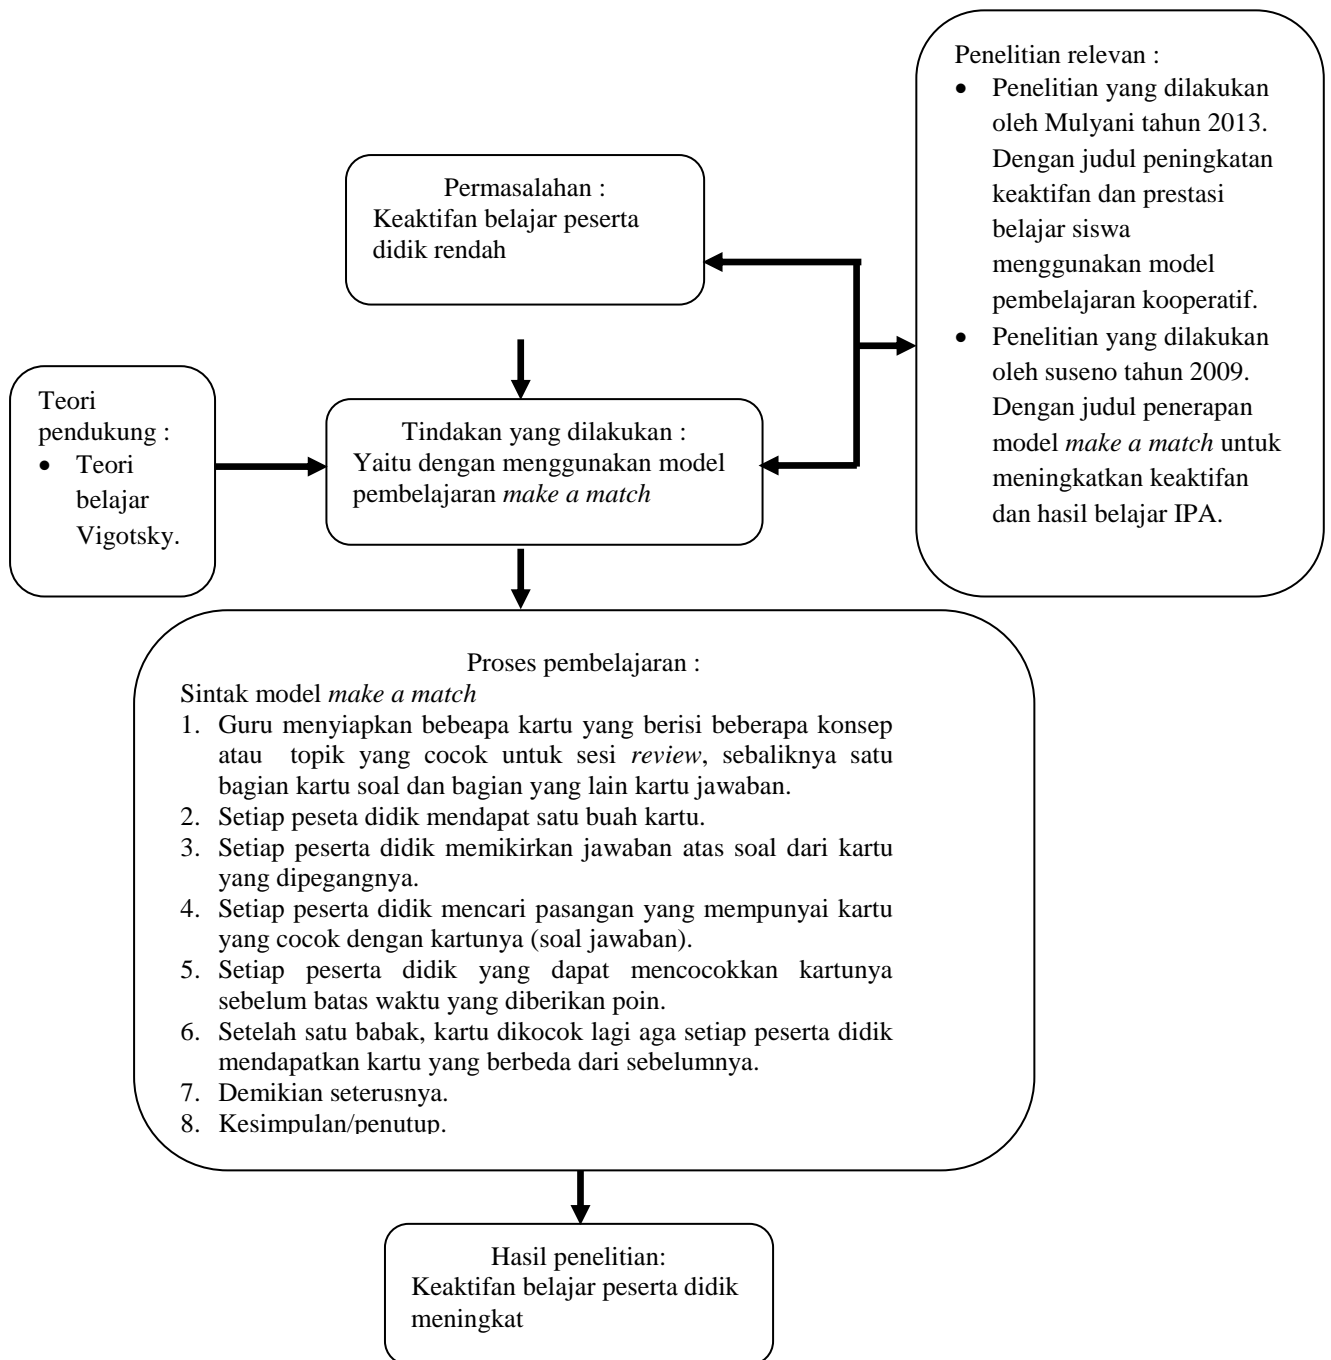 Penelitian relevan :
• Penelitian yang dilakukan
oleh Mulyani tahun 2013.
Dengan judul peningkatan
keaktifan dan prestasi
belajar siswa
menggunakan model
pembelajaran kooperatif.
• Penelitian yang dilakukan
oleh suseno tahun 2009.
Dengan judul penerapan
model make a match untuk
meningkatkan keaktifan
dan hasil belajar IPA.
Permasalahan :
Keaktifan belajar peserta
didik rendah
Teori
pendukung :
• Teori
belajar
Vigotsky.
Tindakan yang dilakukan :
Yaitu dengan menggunakan model
pembelajaran make a match
Proses pembelajaran :
Sintak model make a match
1. Guru menyiapkan bebeapa kartu yang berisi beberapa konsep
atau topik yang cocok untuk sesi review, sebaliknya satu
bagian kartu soal dan bagian yang lain kartu jawaban.
2. Setiap peseta didik mendapat satu buah kartu.
3. Setiap peserta didik memikirkan jawaban atas soal dari kartu
yang dipegangnya.
4. Setiap peserta didik mencari pasangan yang mempunyai kartu
yang cocok dengan kartunya (soal jawaban).
5. Setiap peserta didik yang dapat mencocokkan kartunya
sebelum batas waktu yang diberikan poin.
6. Setelah satu babak, kartu dikocok lagi aga setiap peserta didik
mendapatkan kartu yang berbeda dari sebelumnya.
7. Demikian seterusnya.
8. Kesimpulan/penutup.
Hasil penelitian:
Keaktifan belajar peserta didik
meningkat